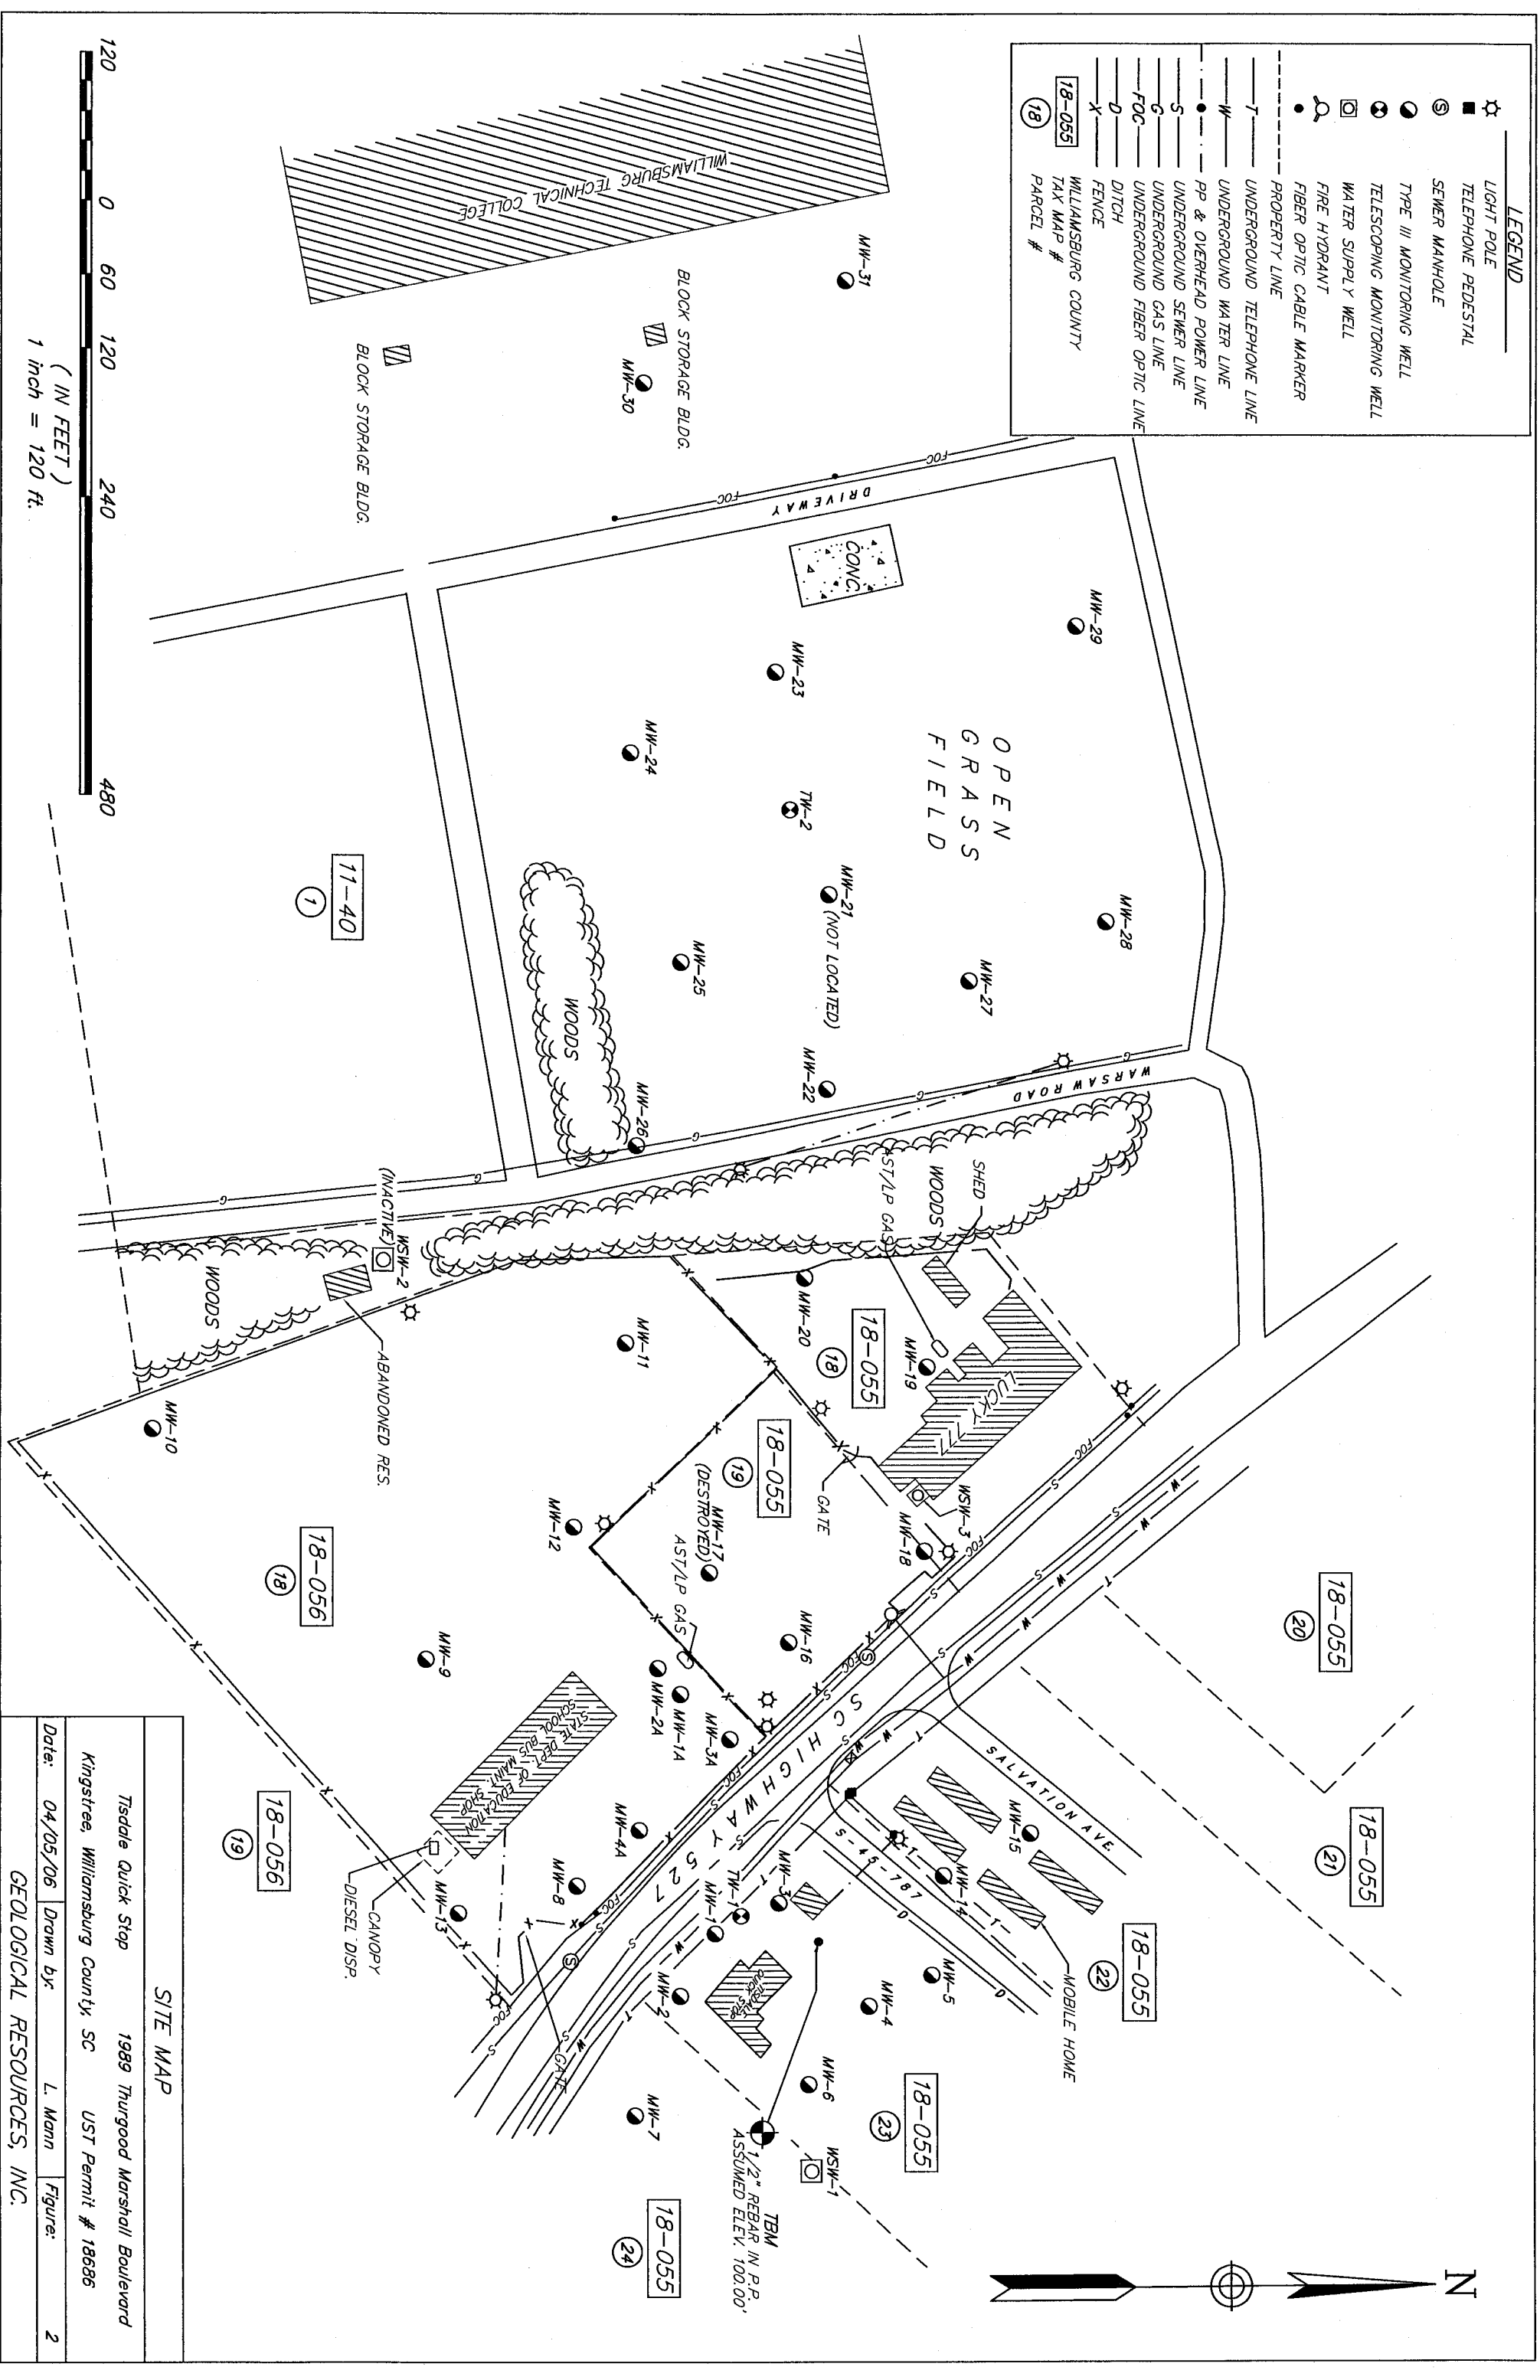 LEGEND
LIGHT POLE
TELEPHONE PEDESTAL
S SEWER MANHOLE
TYPE III MONITORING WELL
TELESCOPING MONITORING WELL
WATER SUPPLY WELL
FIRE HYDRANT
FIBER OPTIC CABLE MARKER
PROPERTY LINE
T UNDERGROUND TELEPHONE LINE
W UNDERGROUND WATER LINE
PP & OVERHEAD POWER LINE
S UNDERGROUND SEWER LINE
G UNDERGROUND GAS LINE
FOC UNDERGROUND FIBER OPTIC LINE
D DITCH
X FENCE
18-055 WILLIAMSBURG COUNTY
TAX MAP #
18 PARCEL #
N
WILLIAMSBURG TECHNICAL COLLEGE
MW-31
BLOCK STORAGE BLDG.
MW-30
BLOCK STORAGE BLDG.
FOC
FOC
DRIVEWAY
CONC.
MW-29
MW-23
MW-24
OPEN
GRASS
FIELD
TW-2
MW-21
(NOT LOCATED)
MW-28
MW-27
MW-25
MW-22
MW-26
WOODS
11-40
1
WARSAW ROAD
G
G
G
G
G
SHED
WOODS
AST/LP GAS
WSW-2
(INACTIVE)
WOODS
ABANDONED RES.
MW-20
18-055
18
MW-19
LUCKY 777
MW-11
MW-10
GATE
WSW-3
MW-18
18-055
19
MW-17
(DESTROYED)
AST/LP GAS
MW-12
MW-16
18-056
18
MW-9
MW-2A
MW-1A
MW-3A
MW-4A
STATE DEPT. OF EDUCATION
SCHOOL BUS MAINT. SHOP
MW-8
MW-13
CANOPY
DIESEL DISP.
GATE
18-056
19
SC HIGHWAY 527
18-055
20
18-055
21
SALVATION AVE.
S-45-787
MW-15
MW-14
MOBILE HOME
18-055
22
MW-3
TW-1
MW-1
MW-2
TISDALE
QUICK STOP
MW-5
MW-4
MW-6
MW-7
18-055
23
WSW-1
TBM
1/2" REBAR IN P.P.
ASSUMED ELEV. 100.00'
18-055
24
120 0 60 120 240 480
( IN FEET )
1 inch = 120 ft.
SITE MAP
Tisdale Quick Stop 1989 Thurgood Marshall Boulevard
Kingstree, Williamsburg County, SC UST Permit # 18686
Date: 04/05/06 Drawn by: L. Mann Figure: 2
GEOLOGICAL RESOURCES, INC.